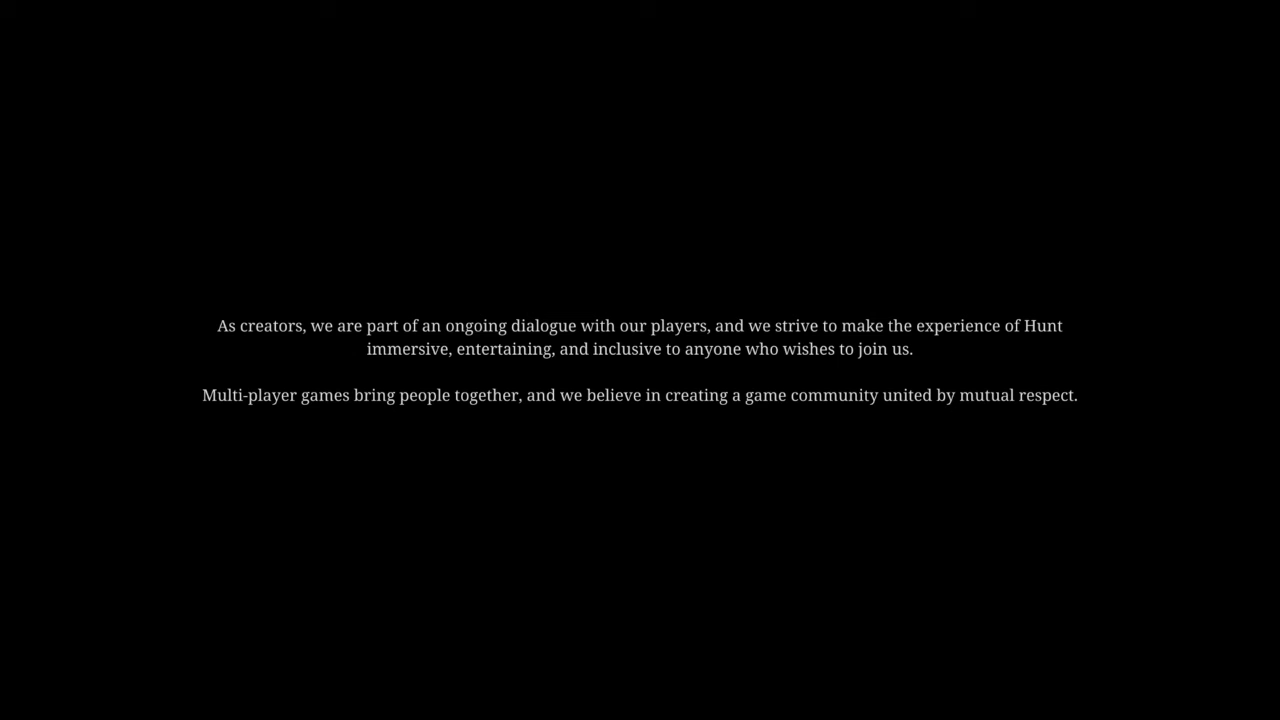 As creators, we are part of an ongoing dialogue with our players, and we strive to make the experience of Hunt
immersive, entertaining, and inclusive to anyone who wishes to join us.
Multi-player games bring people together, and we believe in creating a game community united by mutual respect.